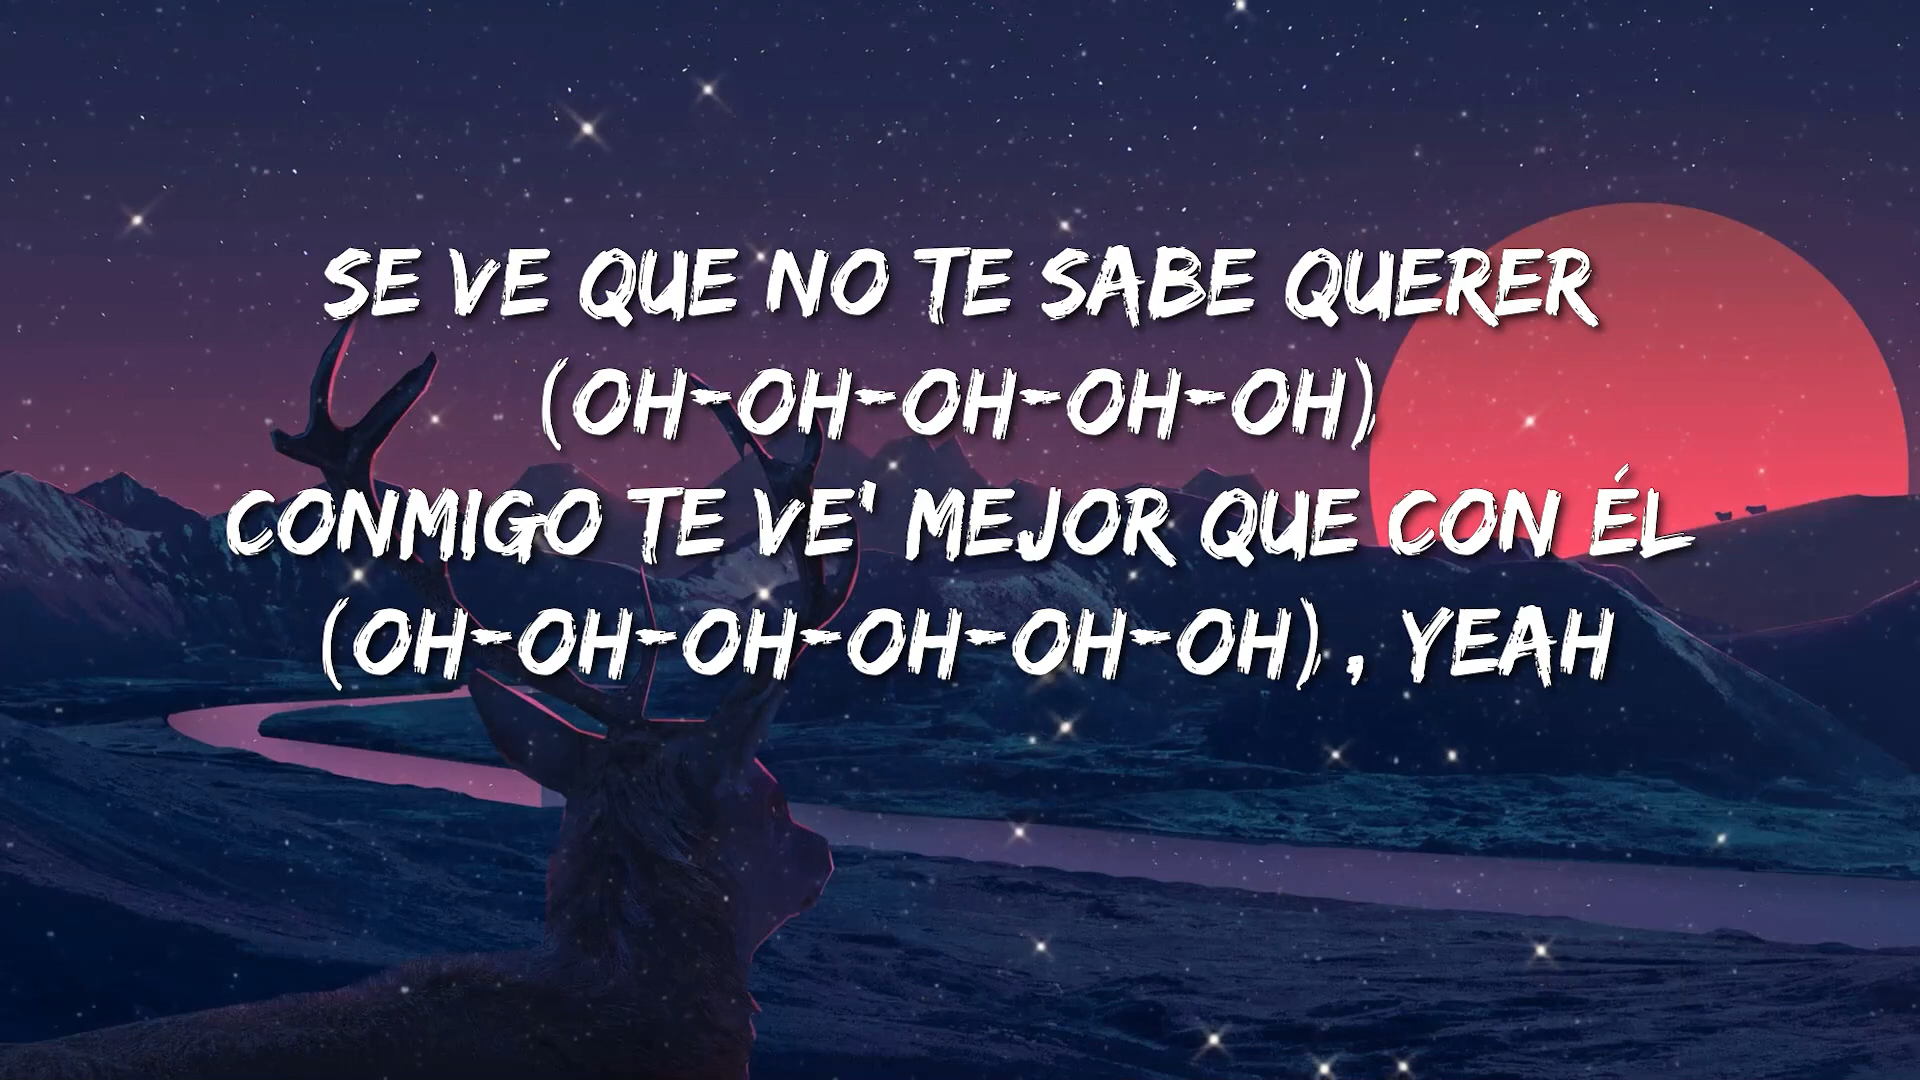 SE VE QUE NO TE SABE QUERER
(OH-OH-OH-OH-OH)
CONMIGO TE VE' MEJOR QUE CON ÉL
(OH-OH-OH-OH-OH-OH), YEAH